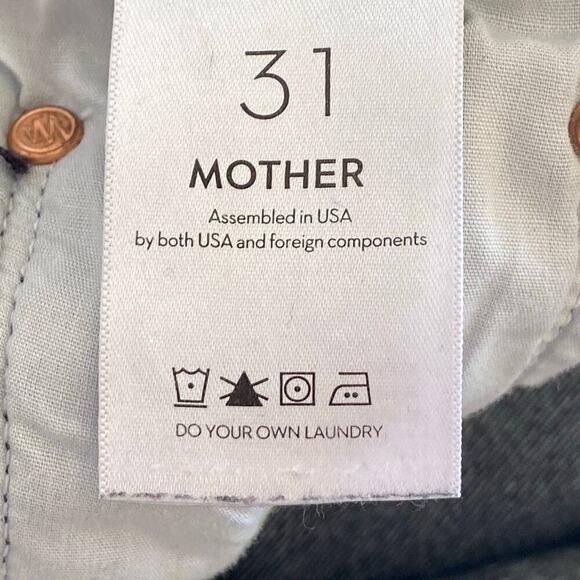 31
MOTHER
Assembled in USA
by both USA and foreign components
DO YOUR OWN LAUNDRY